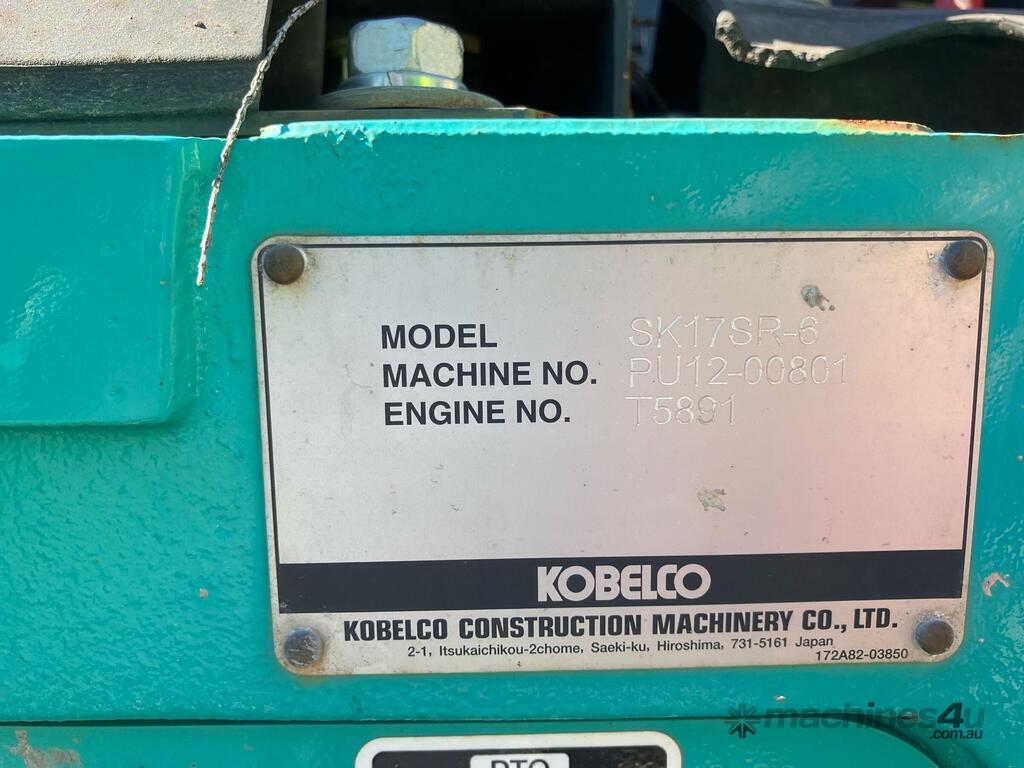 MODEL SK17SR-6
MACHINE NO. PU12-00801
ENGINE NO. T5891
KOBELCO
KOBELCO CONSTRUCTION MACHINERY CO., LTD.
2-1, Itsukaichikou-2chome, Saeki-ku, Hiroshima, 731-5161 Japan
172A82-03850
machines4u
.com.au
PTO